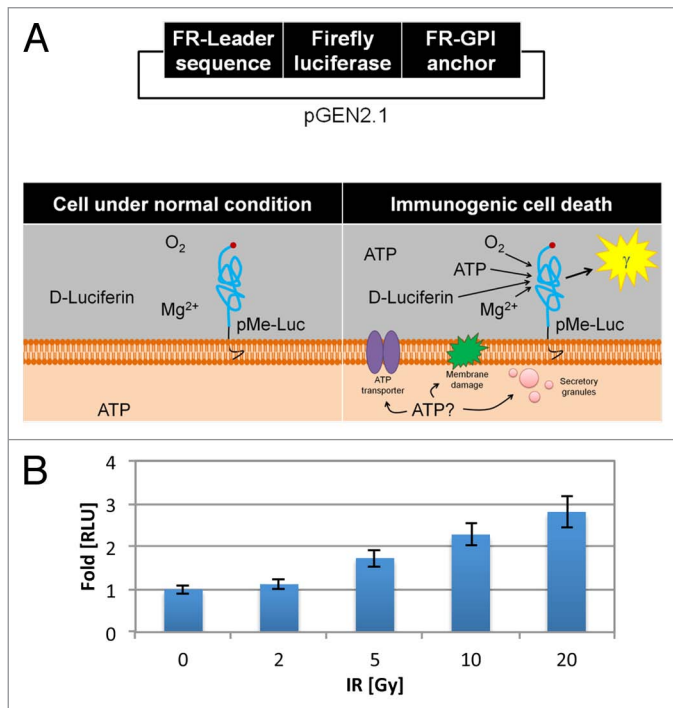 A
FR-Leader
sequence
Firefly
luciferase
FR-GPI
anchor
pGEN2.1
Cell under normal condition
O₂
D-Luciferin
Mg²⁺
pMe-Luc
ATP
Immunogenic cell death
ATP
O₂
ATP
D-Luciferin
Mg²⁺
γ
pMe-Luc
ATP
transporter
Membrane
damage
Secretory
granules
ATP?
B
Fold [RLU]
4
3
2
1
0
0 2 5 10 20
IR [Gy]